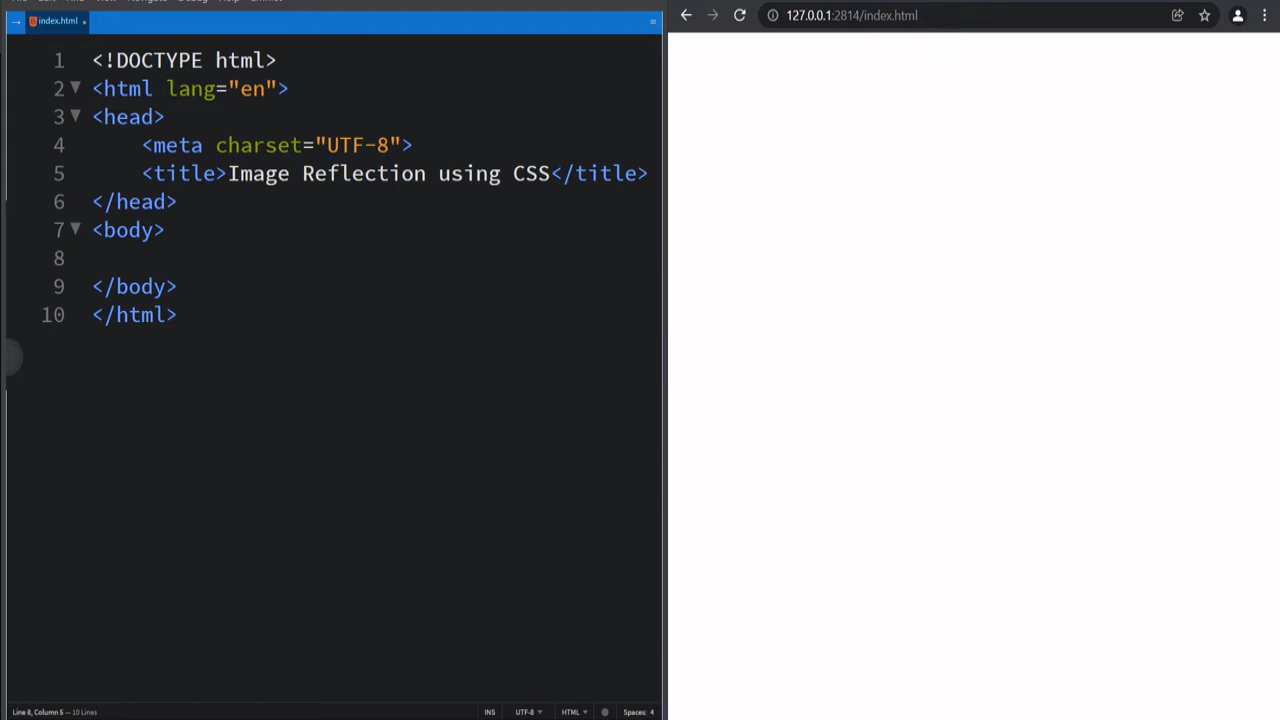 index.html
127.0.0.1:2814/index.html
1 <!DOCTYPE html>
2 <html lang="en">
3 <head>
4 <meta charset="UTF-8">
5 <title>Image Reflection using CSS</title>
6 </head>
7 <body>
8
9 </body>
10 </html>
Line 8, Column 5 — 10 Lines
INS
UTF-8
HTML
Spaces: 4